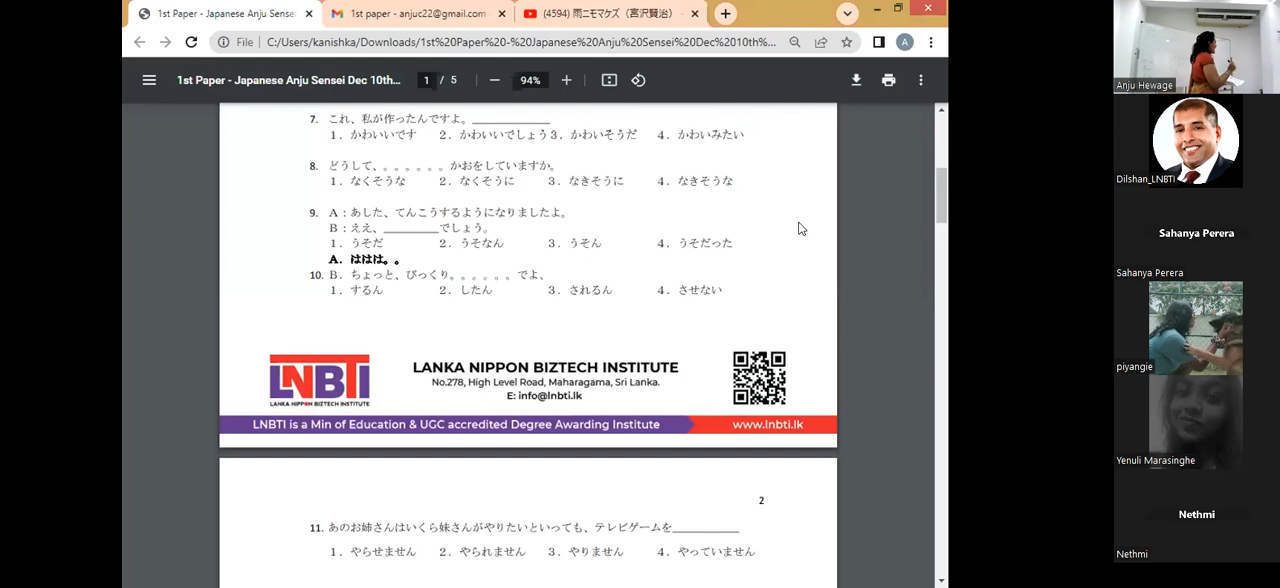 1st Paper - Japanese Anju Sensei
1st paper - anjuc22@gmail.com
(4594) 雨ニモマケズ（宮沢賢治）
File
C:/Users/kanishka/Downloads/1st%20Paper%20-%20Japanese%20Anju%20Sensei%20Dec%2010th%...
A
1st Paper - Japanese Anju Sensei Dec 10th...
1 / 5
94%
7. これ、私が作ったんですよ。__________
1．かわいいです 2．かわいいでしょう 3．かわいそうだ 4．かわいみたい
8. どうして、。。。。。。かおをしていますか。
1．なくそうな 2．なくそうに 3．なきそうに 4．なきそうな
9. A：あした、てんこうするようになりましたよ。
B：ええ、_________でしょう。
1．うそだ 2．うそなん 3．うそん 4．うそだった
A. ははは。。
10. B．ちょっと、びっくり。。。。。。でよ、
1．するん 2．したん 3．されるん 4．させない
LNBTI
LANKA NIPPON BIZTECH INSTITUTE
LANKA NIPPON BIZTECH INSTITUTE
No.278, High Level Road, Maharagama, Sri Lanka.
E: info@lnbti.lk
LNBTI is a Min of Education & UGC accredited Degree Awarding Institute
www.lnbti.lk
2
11. あのお姉さんはいくら妹さんがやりたいといっても、テレビゲームを__________
1．やらせません 2．やられません 3．やりません 4．やっていません
Anju Hewage
Dilshan_LNBTI
Sahanya Perera
Sahanya Perera
piyangie
Yenuli Marasinghe
Nethmi
Nethmi